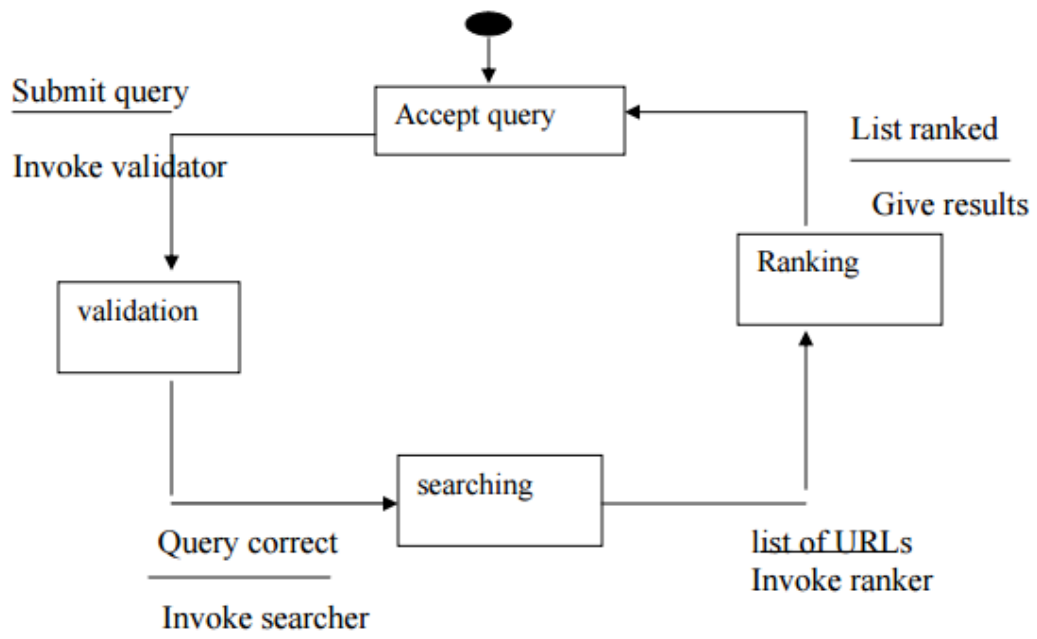 Submit query
Invoke validator
Accept query
List ranked
Give results
Ranking
validation
searching
Query correct
Invoke searcher
list of URLs
Invoke ranker